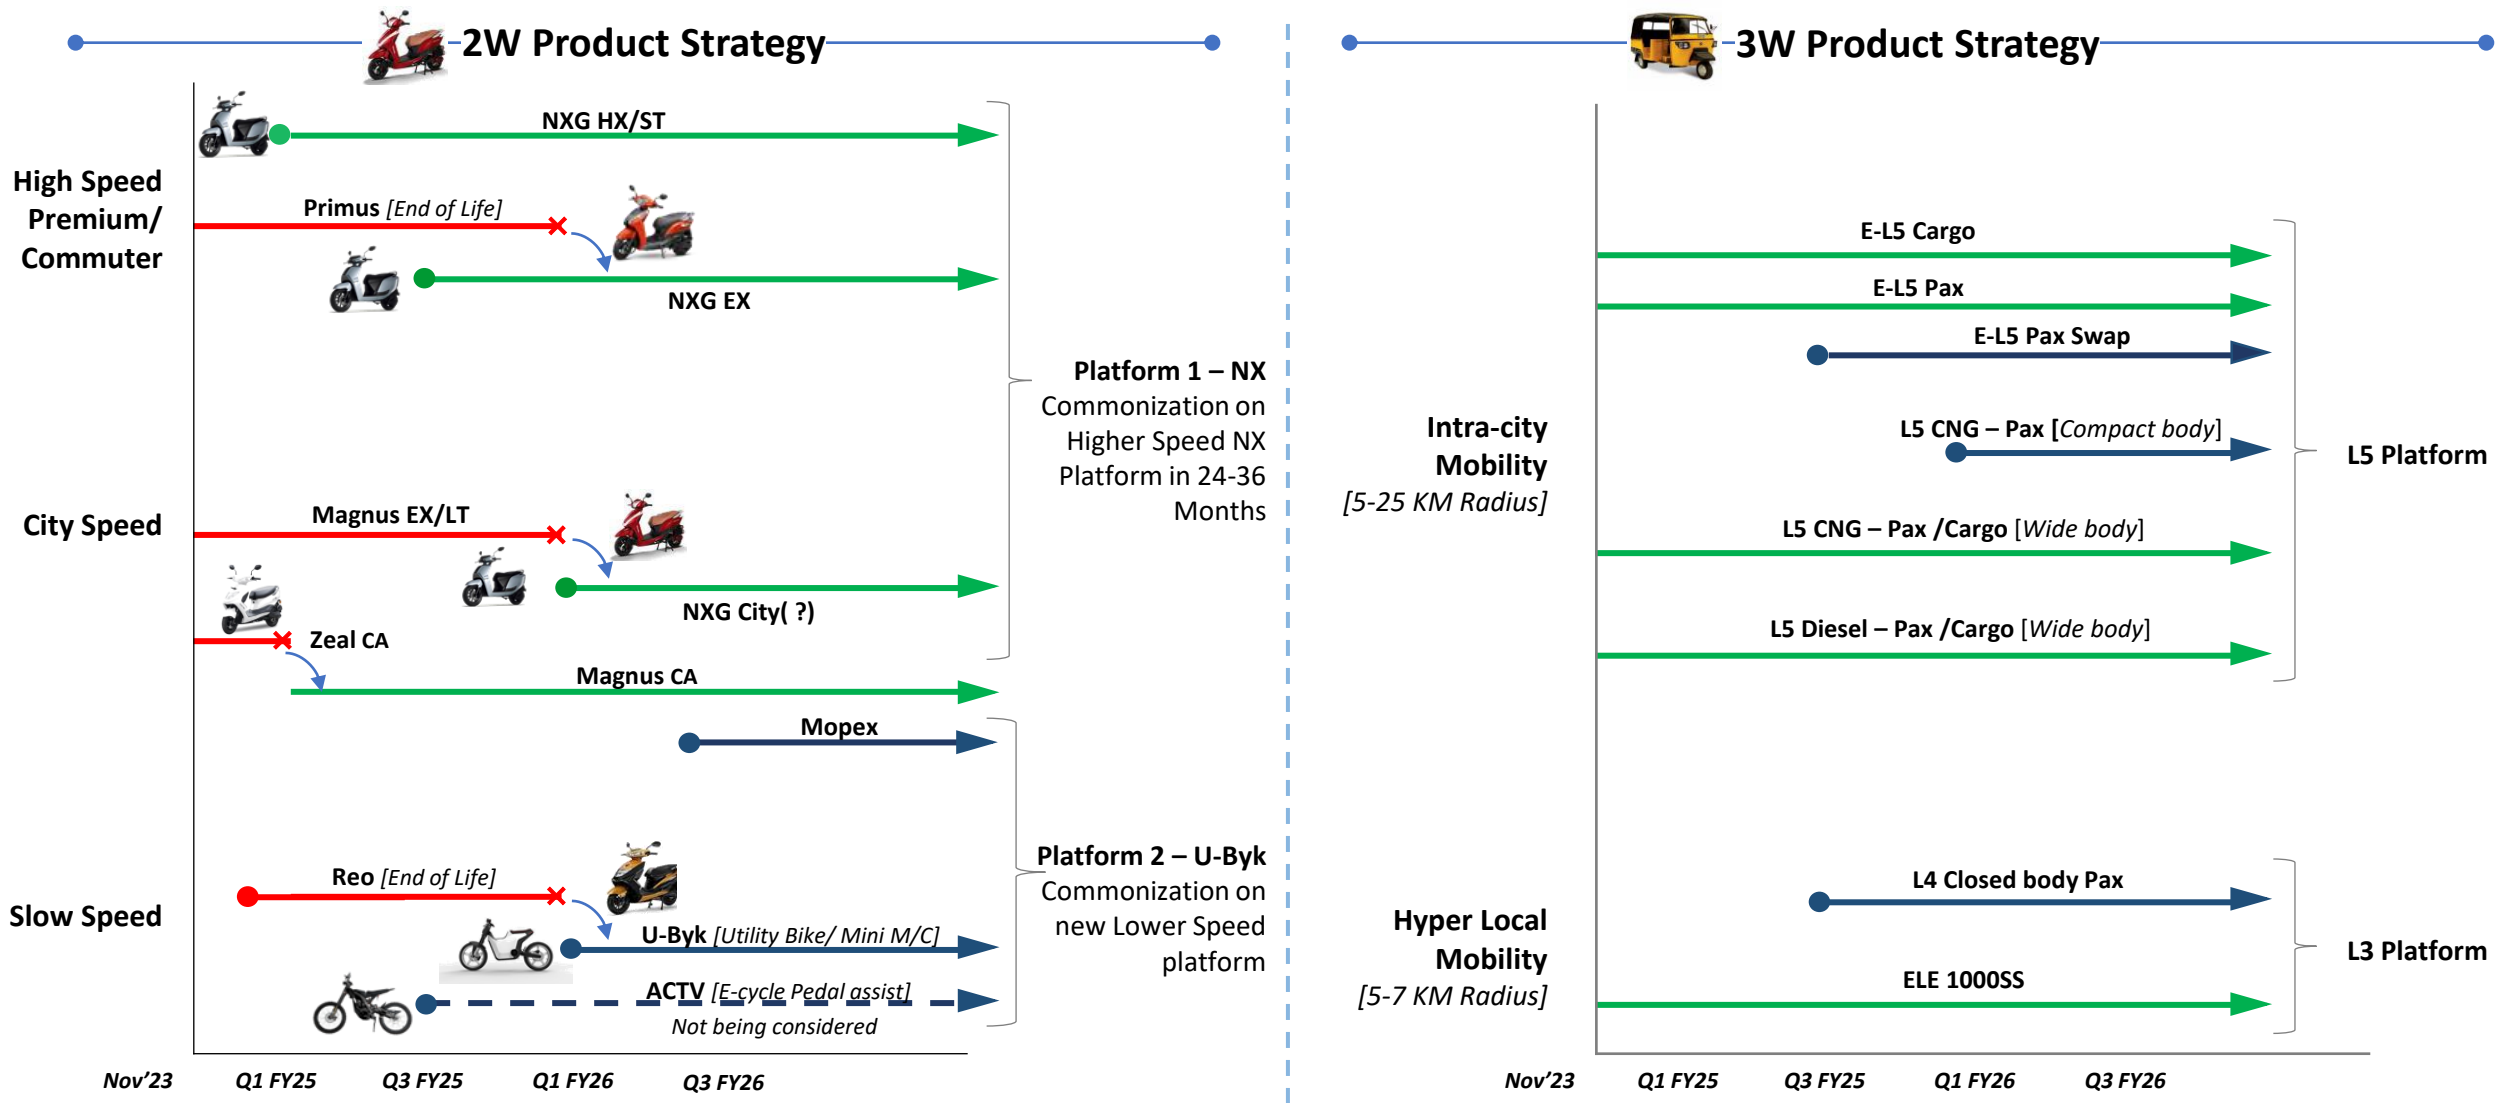 2W Product Strategy
NXG HX/ST
High Speed
Premium/
Commuter
Primus [End of Life]
NXG EX
Platform 1 – NX
Commonization on
Higher Speed NX
Platform in 24-36
Months
City Speed
Magnus EX/LT
NXG City( ?)
Zeal CA
Magnus CA
Mopex
Slow Speed
Reo [End of Life]
U-Byk [Utility Bike/ Mini M/C]
ACTV [E-cycle Pedal assist]
Not being considered
Platform 2 – U-Byk
Commonization on
new Lower Speed
platform
Nov’23 Q1 FY25 Q3 FY25 Q1 FY26 Q3 FY26
3W Product Strategy
E-L5 Cargo
E-L5 Pax
E-L5 Pax Swap
Intra-city
Mobility
[5-25 KM Radius]
L5 CNG – Pax [Compact body]
L5 CNG – Pax /Cargo [Wide body]
L5 Diesel – Pax /Cargo [Wide body]
L5 Platform
Hyper Local
Mobility
[5-7 KM Radius]
L4 Closed body Pax
ELE 1000SS
L3 Platform
Nov’23 Q1 FY25 Q3 FY25 Q1 FY26 Q3 FY26